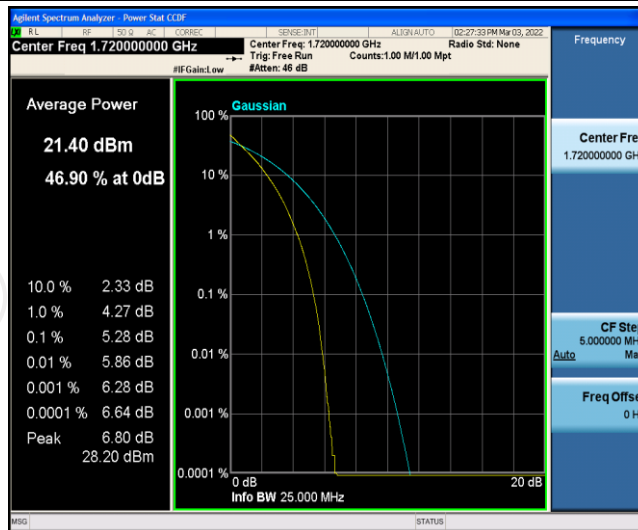 Agilent Spectrum Analyzer - Power Stat CCDF
RL RF 50 Ω AC CORREC SENSE:INT ALIGN AUTO 02:27:33 PM Mar 03, 2022
Center Freq 1.720000000 GHz
Center Freq: 1.720000000 GHz Radio Std: None
Trig: Free Run Counts:1.00 M/1.00 Mpt
#IFGain:Low #Atten: 46 dB
Frequency
Average Power
21.40 dBm
46.90 % at 0dB
10.0 % 2.33 dB
1.0 % 4.27 dB
0.1 % 5.28 dB
0.01 % 5.86 dB
0.001 % 6.28 dB
0.0001 % 6.64 dB
Peak 6.80 dB
28.20 dBm
Gaussian
100 %
10 %
1 %
0.1 %
0.01 %
0.001 %
0.0001 %
0 dB 20 dB
Info BW 25.000 MHz
Center Fre
1.720000000 GH
CF Ste
5.000000 MH
Auto Ma
Freq Offse
0 H
MSG STATUS